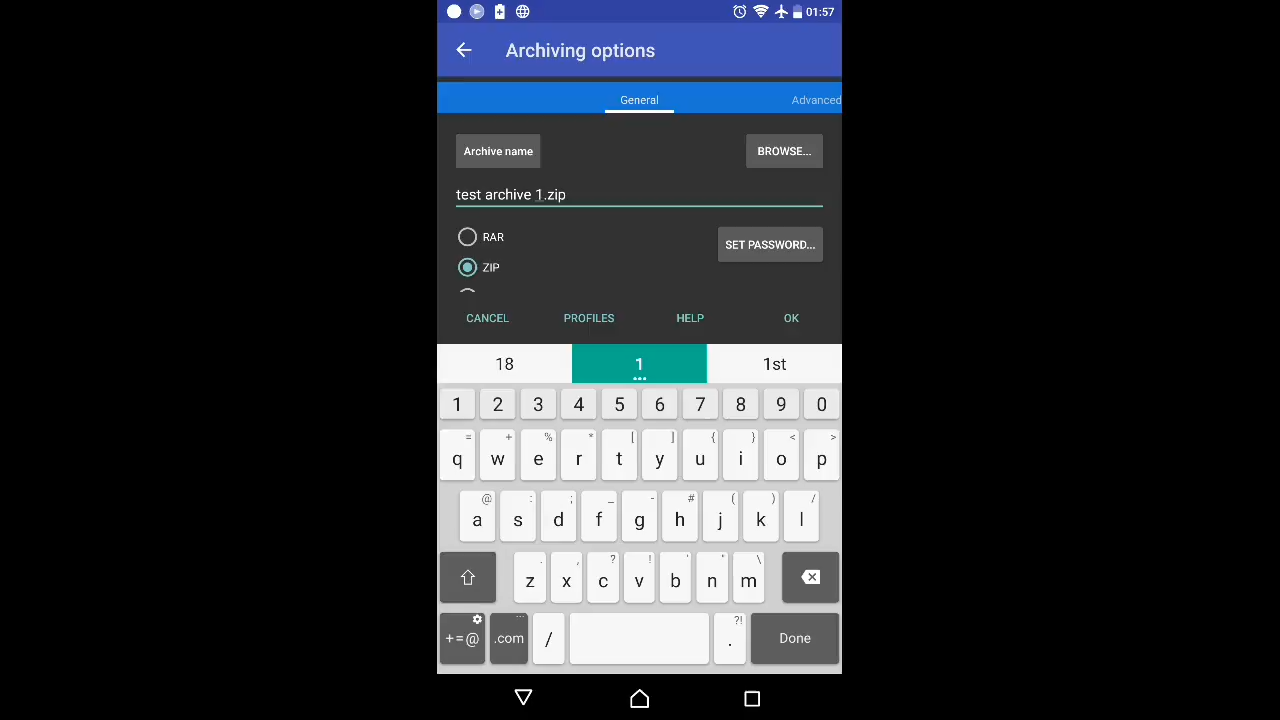 01:57
Archiving options
General Advanced
Archive name BROWSE...
test archive 1.zip
RAR
SET PASSWORD...
ZIP
CANCEL PROFILES HELP OK
18 1 1st
1 2 3 4 5 6 7 8 9 0
= + % * [ ] { } < >
q w e r t y u i o p
@ : ; _ - # ( ) /
a s d f g h j k l
. , ? ! ' " \
z x c v b n m
?!
+=@ .com / . Done